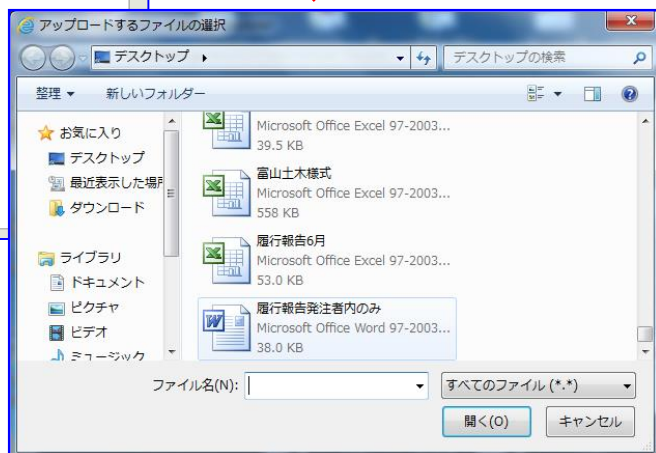 アップロードするファイルの選択
デスクトップ
デスクトップの検索
整理
新しいフォルダー
お気に入り
デスクトップ
最近表示した場所
ダウンロード
ライブラリ
ドキュメント
ピクチャ
ビデオ
ミュージック
Microsoft Office Excel 97-2003...
39.5 KB
富山土木様式
Microsoft Office Excel 97-2003...
558 KB
履行報告6月
Microsoft Office Excel 97-2003...
53.0 KB
履行報告発注者内のみ
Microsoft Office Word 97-2003...
38.0 KB
ファイル名(N):
すべてのファイル (*.*)
開く(O)
キャンセル